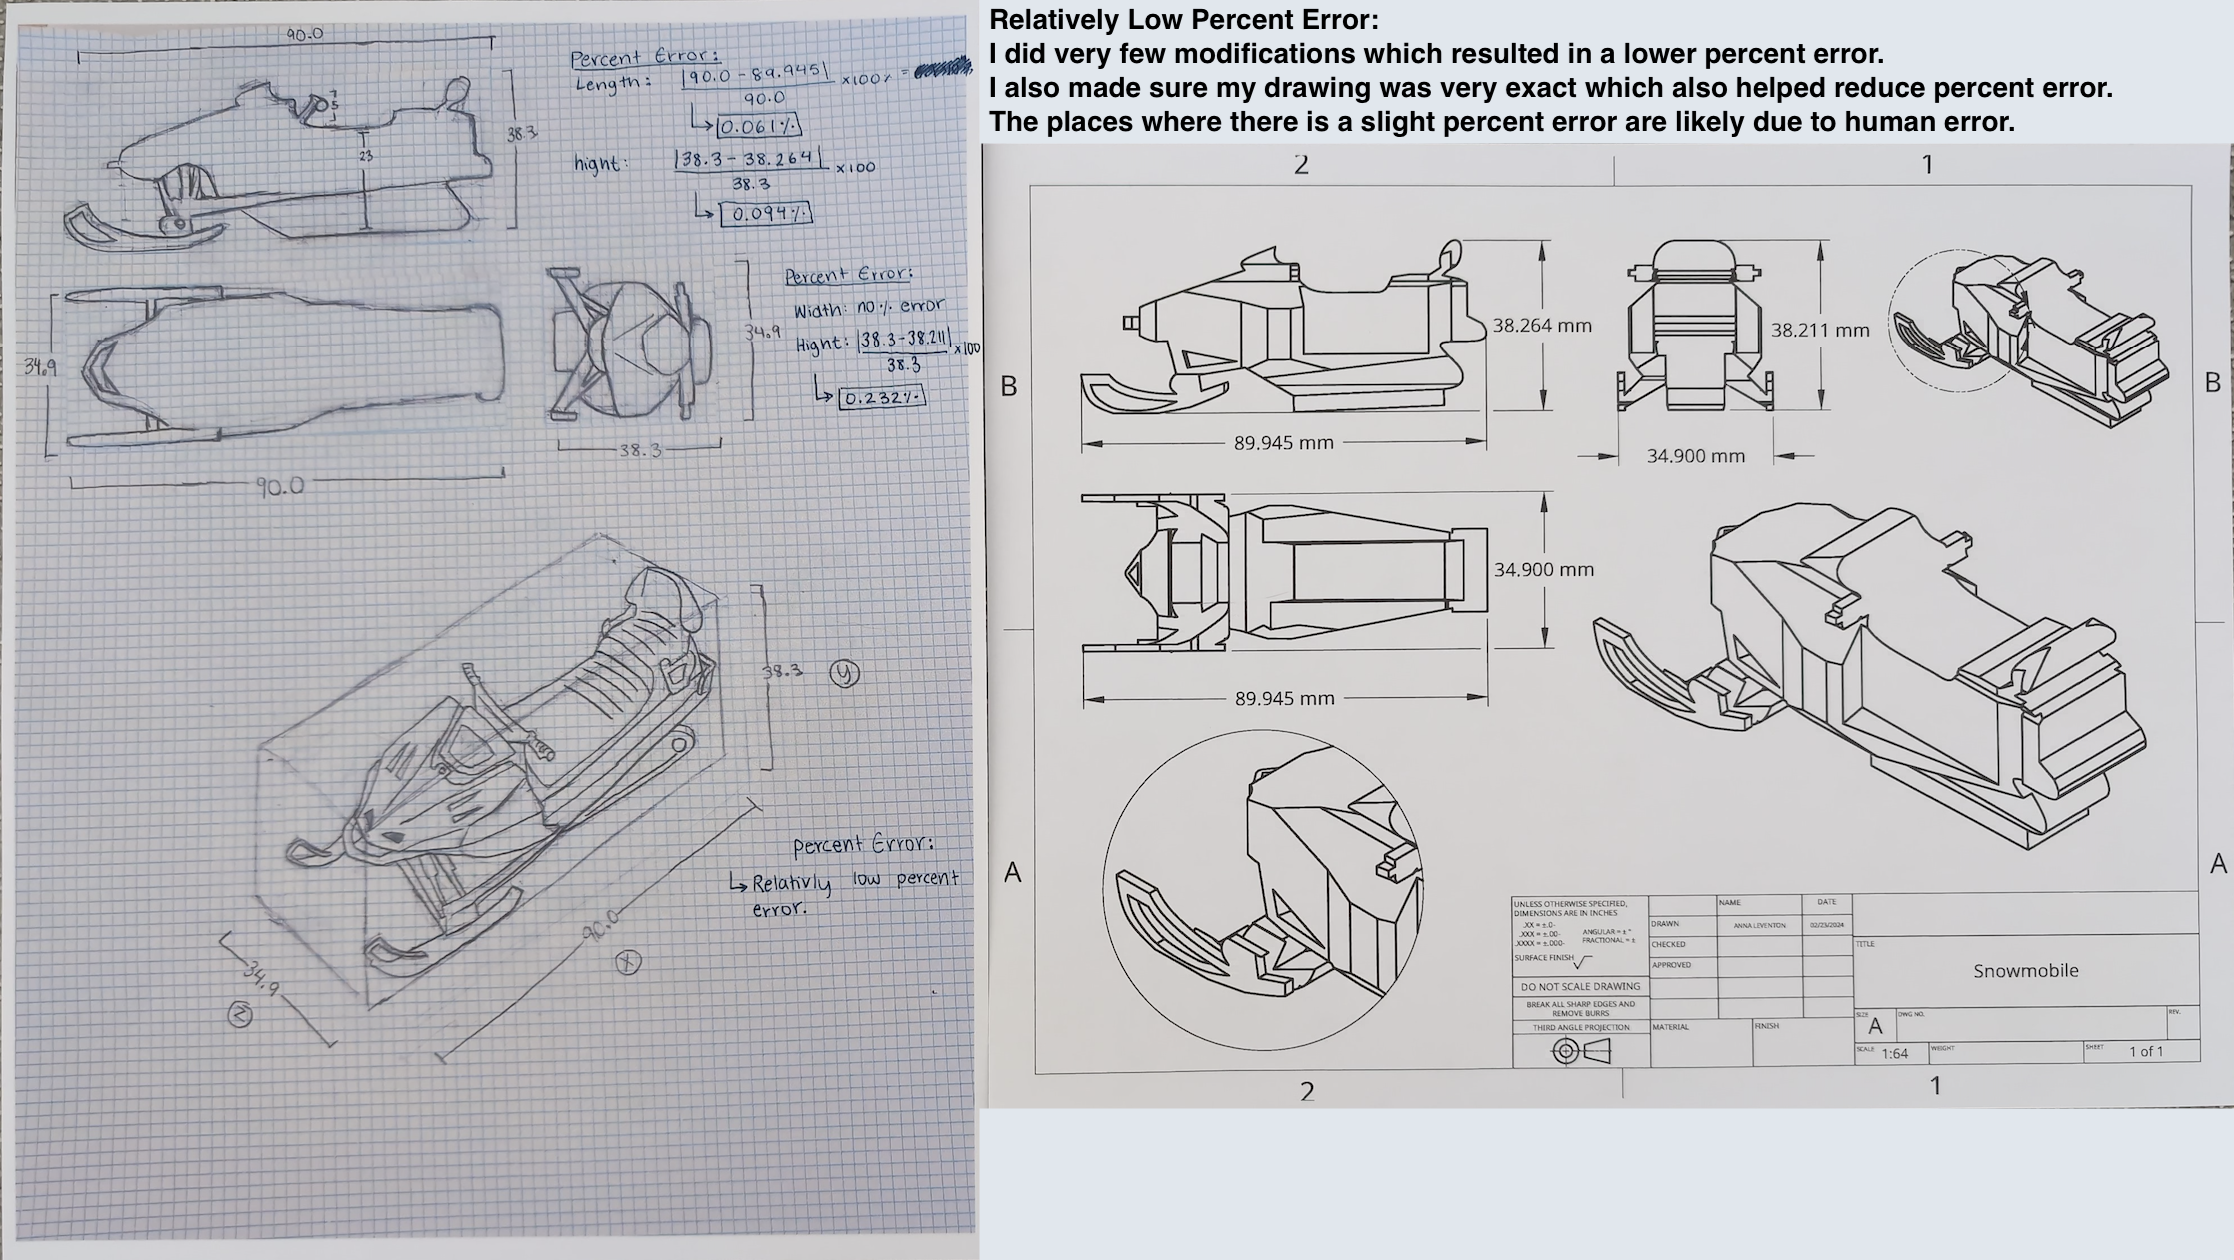 Relatively Low Percent Error:
I did very few modifications which resulted in a lower percent error.
I also made sure my drawing was very exact which also helped reduce percent error.
The places where there is a slight percent error are likely due to human error.
90.0
38.3
23
Percent Error:
Length: |90.0 - 89.945| x100% =
90.0
↳ 0.061%
hight: |38.3 - 38.264| x100
38.3
↳ 0.094%
34.9
90.0
34.9
38.3
Percent Error:
Width: no % error
Hight: |38.3-38.211| x100
38.3
↳ 0.232%
38.3 y
90.0
x
34.9
z
percent Error:
↳ Relativly low percent
error.
2 1
B B
38.264 mm
38.211 mm
89.945 mm
34.900 mm
34.900 mm
89.945 mm
A A
UNLESS OTHERWISE SPECIFIED,
DIMENSIONS ARE IN INCHES
.XX = ±.0-
.XXX = ±.00-
.XXXX = ±.000-
ANGULAR = ± °
FRACTIONAL = ±
SURFACE FINISH √
DO NOT SCALE DRAWING
BREAK ALL SHARP EDGES AND
REMOVE BURRS
THIRD ANGLE PROJECTION
NAME DATE
DRAWN ANNA LEVENTON 02/23/2024
CHECKED
APPROVED
MATERIAL FINISH
TITLE
Snowmobile
SIZE DWG NO. REV.
A
SCALE 1:64 WEIGHT SHEET 1 of 1
2 1